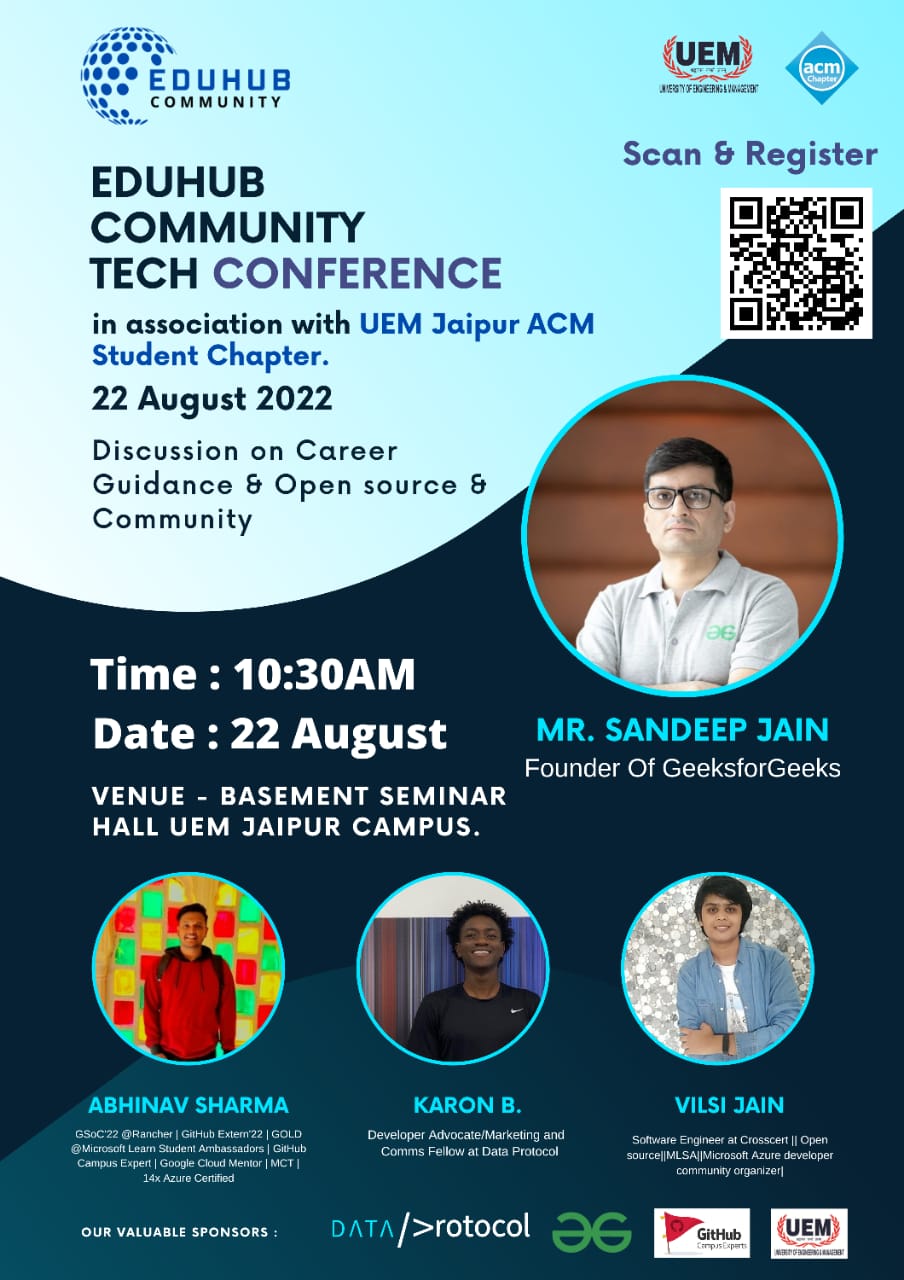 EDUHUB
COMMUNITY
UEM
UNIVERSITY OF ENGINEERING & MANAGEMENT
acm
Chapter
Scan & Register
EDUHUB
COMMUNITY
TECH CONFERENCE
in association with UEM Jaipur ACM
Student Chapter.
22 August 2022
Discussion on Career
Guidance & Open source &
Community
Time : 10:30AM
Date : 22 August
VENUE - BASEMENT SEMINAR
HALL UEM JAIPUR CAMPUS.
MR. SANDEEP JAIN
Founder Of GeeksforGeeks
ABHINAV SHARMA
GSoC'22 @Rancher | GitHub Extern'22 | GOLD
@Microsoft Learn Student Ambassadors | GitHub
Campus Expert | Google Cloud Mentor | MCT |
14x Azure Certified
KARON B.
Developer Advocate/Marketing and
Comms Fellow at Data Protocol
VILSI JAIN
Software Engineer at Crosscert || Open
source||MLSA||Microsoft Azure developer
community organizer|
OUR VALUABLE SPONSORS :
DATA/>rotocol
GitHub
Campus Experts
UEM
UNIVERSITY OF ENGINEERING & MANAGEMENT